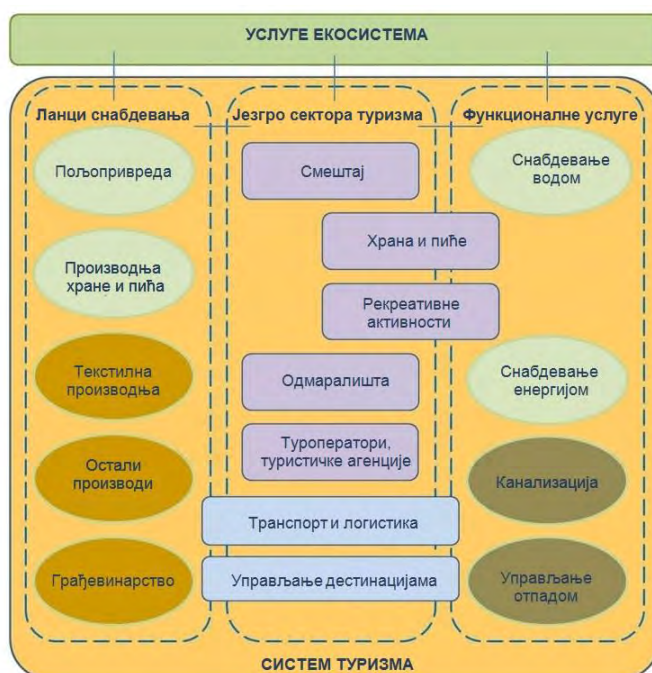 УСЛУГЕ ЕКОСИСТЕМА
Ланци снабдевања
Језгро сектора туризма
Функционалне услуге
Пољопривреда
Производња
хране и пића
Текстилна
производња
Остали
производи
Грађевинарство
Смештај
Храна и пиће
Рекреативне
активности
Одмаралишта
Туроператори,
туристичке агенције
Транспорт и логистика
Управљање дестинацијама
Снабдевање
водом
Снабдевање
енергијом
Канализација
Управљање
отпадом
СИСТЕМ ТУРИЗМА